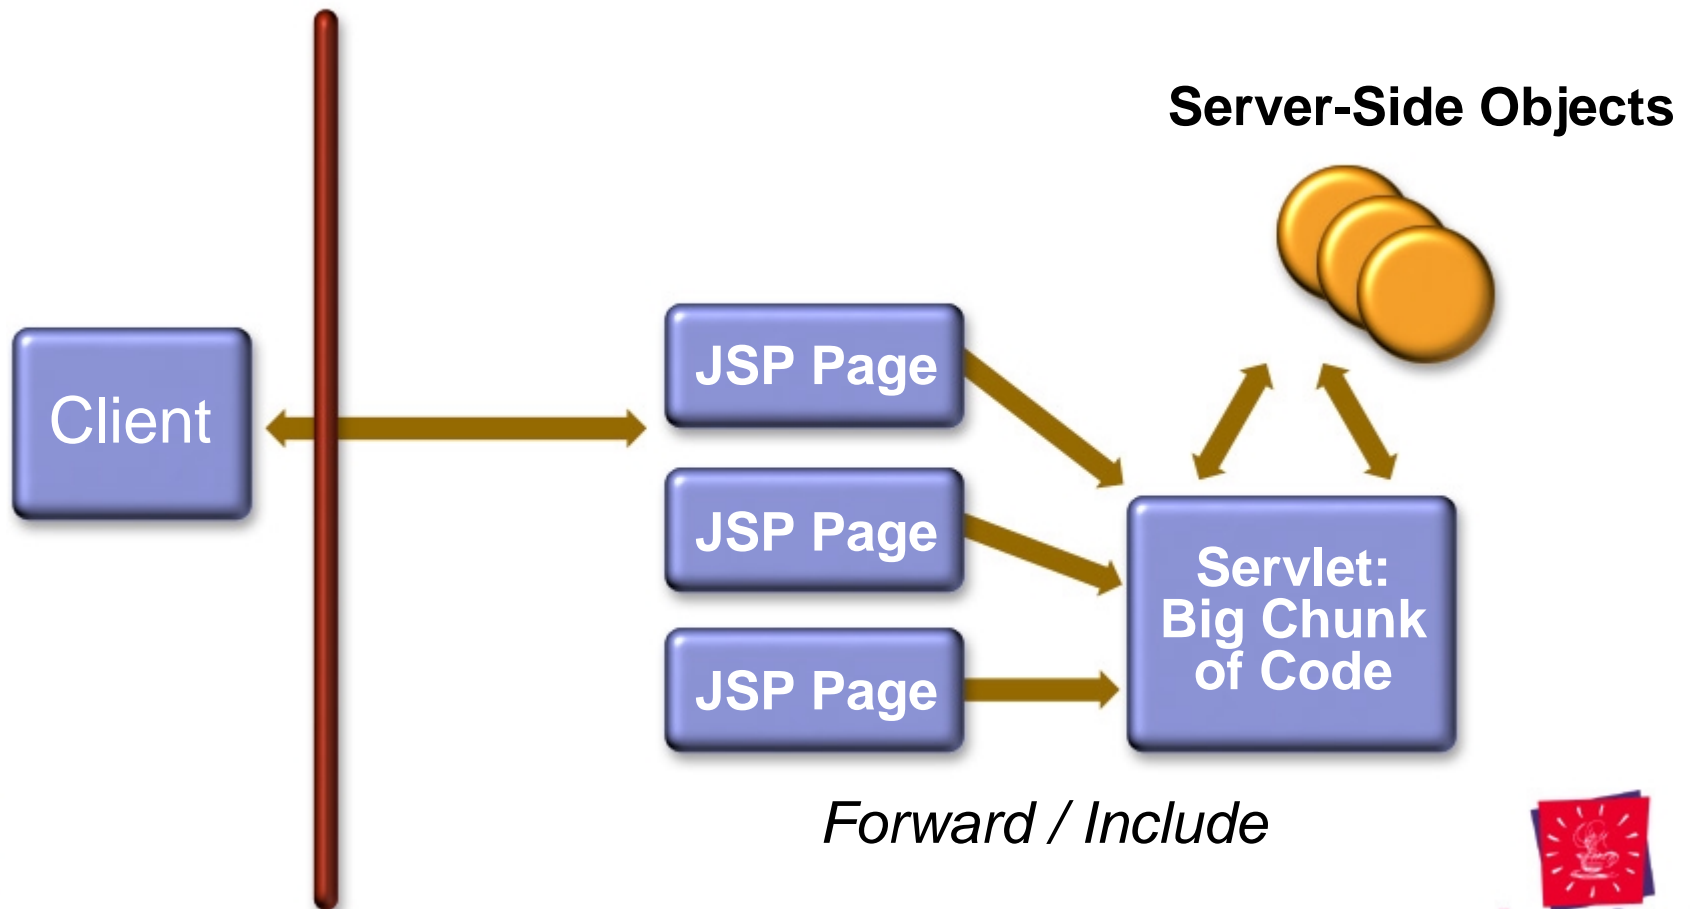 Server-Side Objects
Client
JSP Page
JSP Page
JSP Page
Servlet:
Big Chunk
of Code
Forward / Include